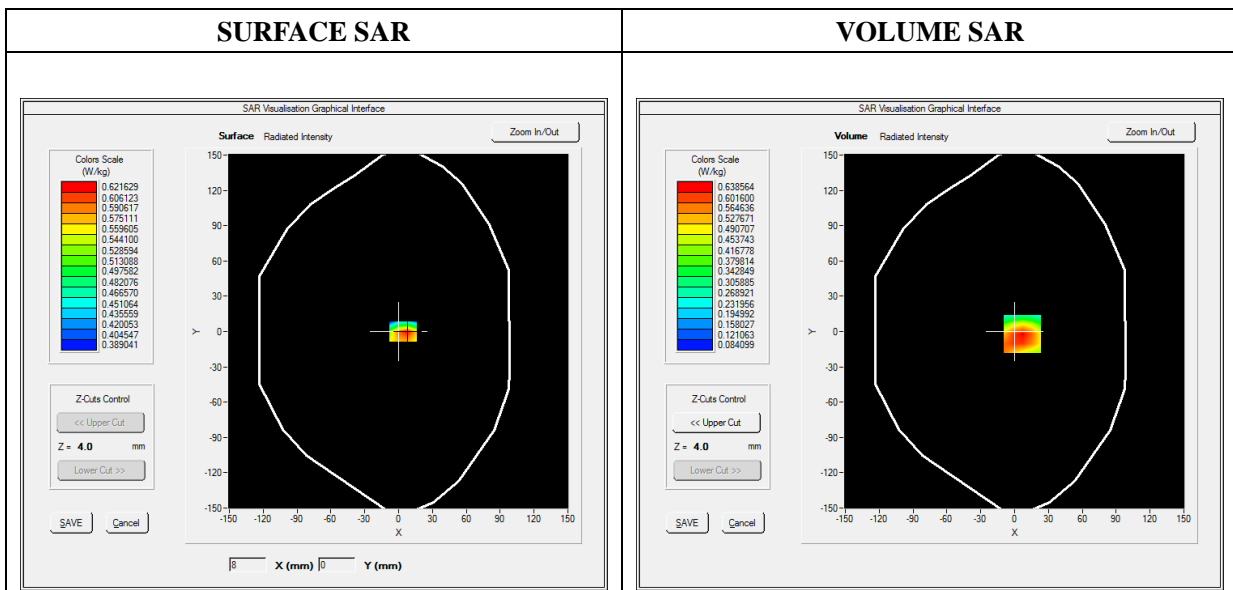 SURFACE SAR
VOLUME SAR
SAR Visualisation Graphical Interface
Surface Radiated Intensity
Zoom In/Out
Colors Scale
(W/kg)
0.621629
0.606123
0.590617
0.575111
0.559605
0.544100
0.528594
0.513088
0.497582
0.482076
0.466570
0.451064
0.435559
0.420053
0.404547
0.389041
Z-Cuts Control
<< Upper Cut
Z = 4.0 mm
Lower Cut >>
SAVE Cancel
150
120
90
60
30
0
-30
-60
-90
-120
-150
Y
-150 -120 -90 -60 -30 0 30 60 90 120 150
X
8 X (mm) 0 Y (mm)
SAR Visualisation Graphical Interface
Volume Radiated Intensity
Zoom In/Out
Colors Scale
(W/kg)
0.638564
0.601600
0.564636
0.527671
0.490707
0.453743
0.416778
0.379814
0.342849
0.305885
0.268921
0.231956
0.194992
0.158027
0.121063
0.084099
Z-Cuts Control
<< Upper Cut
Z = 4.0 mm
Lower Cut >>
SAVE Cancel
150
120
90
60
30
0
-30
-60
-90
-120
-150
Y
-150 -120 -90 -60 -30 0 30 60 90 120 150
X